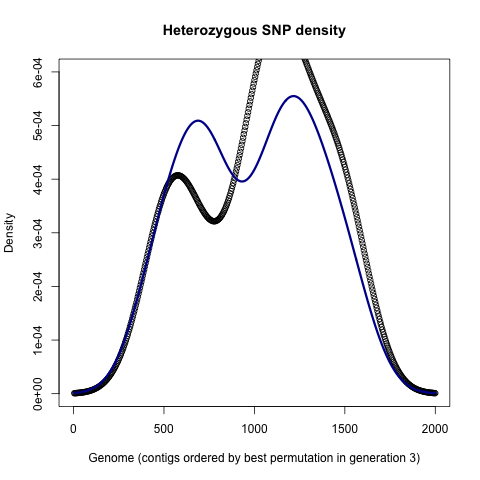 Heterozygous SNP density
6e-04
5e-04
4e-04
3e-04
2e-04
1e-04
0e+00
Density
0 500 1000 1500 2000
Genome (contigs ordered by best permutation in generation 3)